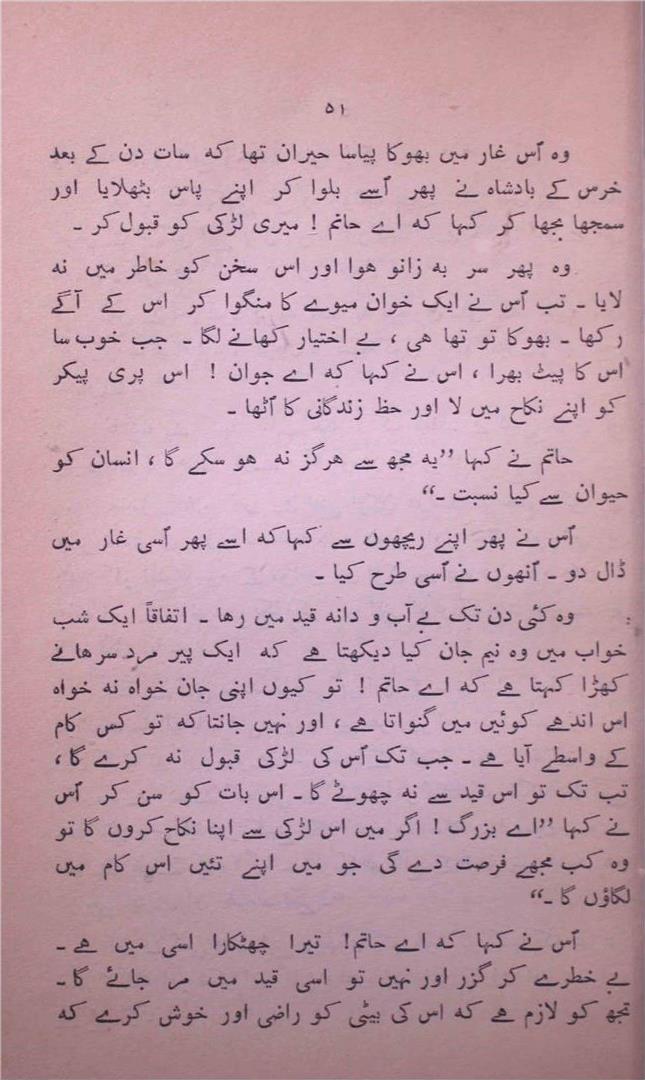 ۵۱
وہ اُس غار میں بھوکا پیاسا حیران تھا کہ سات دن کے بعد
خرس کے بادشاہ نے پھر اُسے بلوا کر اپنے پاس بٹھلایا اور
سمجھا بجھا کر کہا کہ اے حاتم ! میری لڑکی کو قبول کر ۔
وہ پھر سر بہ زانو ہوا اور اس سخن کو خاطر میں نہ
لایا ۔ تب اُس نے ایک خوان میوے کا منگوا کر اس کے آگے
رکھا ۔ بھوکا تو تھا ہی ، بے اختیار کھانے لگا ۔ جب خوب سا
اس کا پیٹ بھرا ، اس نے کہا کہ اے جوان ! اس پری پیکر
کو اپنے نکاح میں لا اور حظ زندگانی کا اُٹھا ۔
حاتم نے کہا ”یہ مجھ سے ہرگز نہ ہو سکے گا ، انسان کو
حیوان سے کیا نسبت ۔“
اُس نے پھر اپنے ریچھوں سے کہا کہ اسے پھر اُسی غار میں
ڈال دو ۔ اُنھوں نے اُسی طرح کیا ۔
وہ کئی دن تک بے آب و دانہ قید میں رہا ۔ اتفاقاً ایک شب
خواب میں وہ نیم جان کیا دیکھتا ہے کہ ایک پیر مرد سرھانے
کھڑا کہتا ہے کہ اے حاتم ! تو کیوں اپنی جان خواہ نہ خواہ
اس اندھے کوئیں میں گنواتا ہے ، اور نہیں جانتا کہ تو کس کام
کے واسطے آیا ہے ۔ جب تک اُس کی لڑکی قبول نہ کرے گا ،
تب تک تو اس قید سے نہ چھوٹے گا ۔ اس بات کو سن کر اُس
نے کہا ”اے بزرگ ! اگر میں اس لڑکی سے اپنا نکاح کروں گا تو
وہ کب مجھے فرصت دے گی جو میں اپنے تئیں اس کام میں
لگاؤں گا ۔“
اُس نے کہا کہ اے حاتم! تیرا چھٹکارا اسی میں ہے ۔
بے خطرے کر گزر اور نہیں تو اسی قید میں مر جائے گا ۔
تجھ کو لازم ہے کہ اس کی بیٹی کو راضی اور خوش کرے کہ